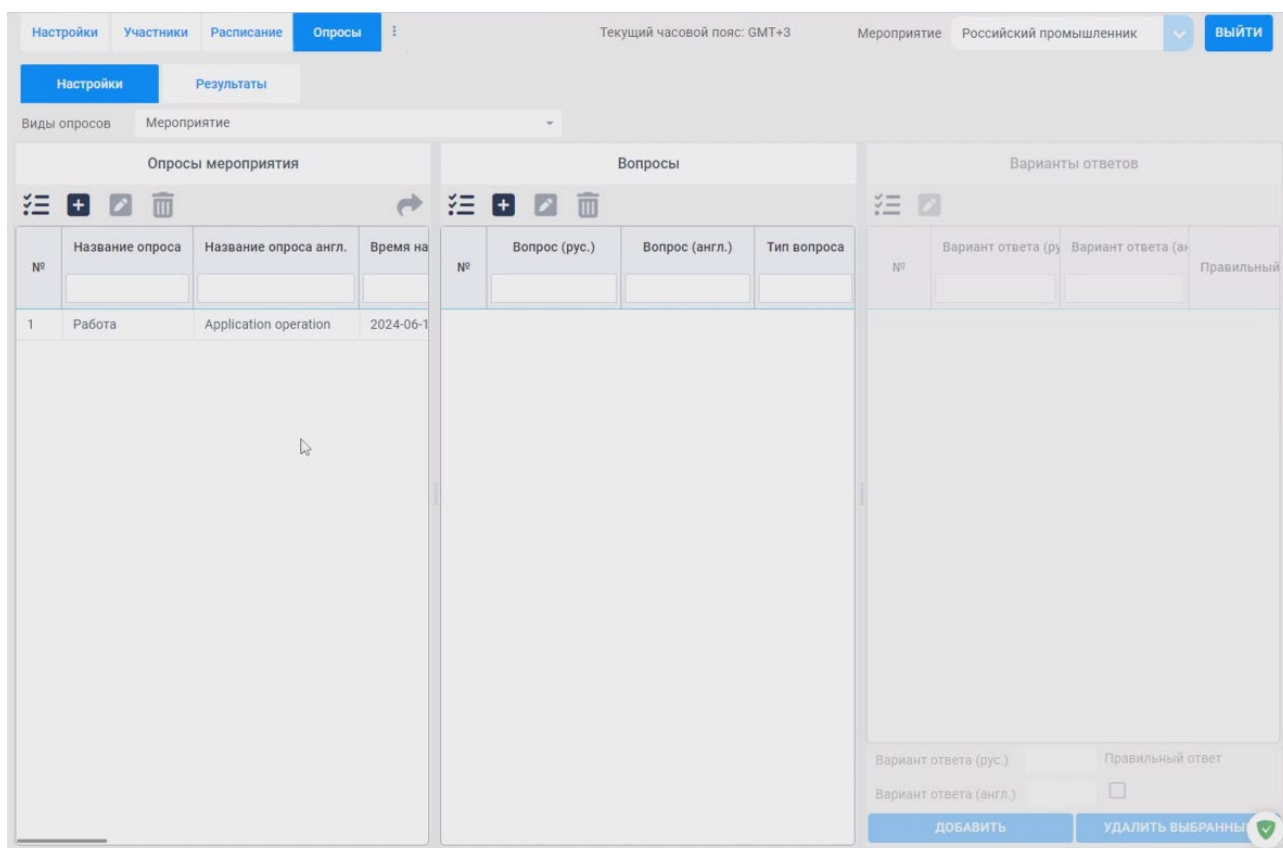 Настройки Участники Расписание Опросы Текущий часовой пояс: GMT+3 Мероприятие Российский промышленник ВЫЙТИ
Настройки Результаты
Виды опросов Мероприятие
Опросы мероприятия Вопросы Варианты ответов
№ Название опроса Название опроса англ. Время на № Вопрос (рус.) Вопрос (англ.) Тип вопроса № Вариант ответа (ру Вариант ответа (ан Правильный
1 Работа Application operation 2024-06-1
Вариант ответа (рус.) Правильный ответ
Вариант ответа (англ.)
ДОБАВИТЬ УДАЛИТЬ ВЫБРАННЫ